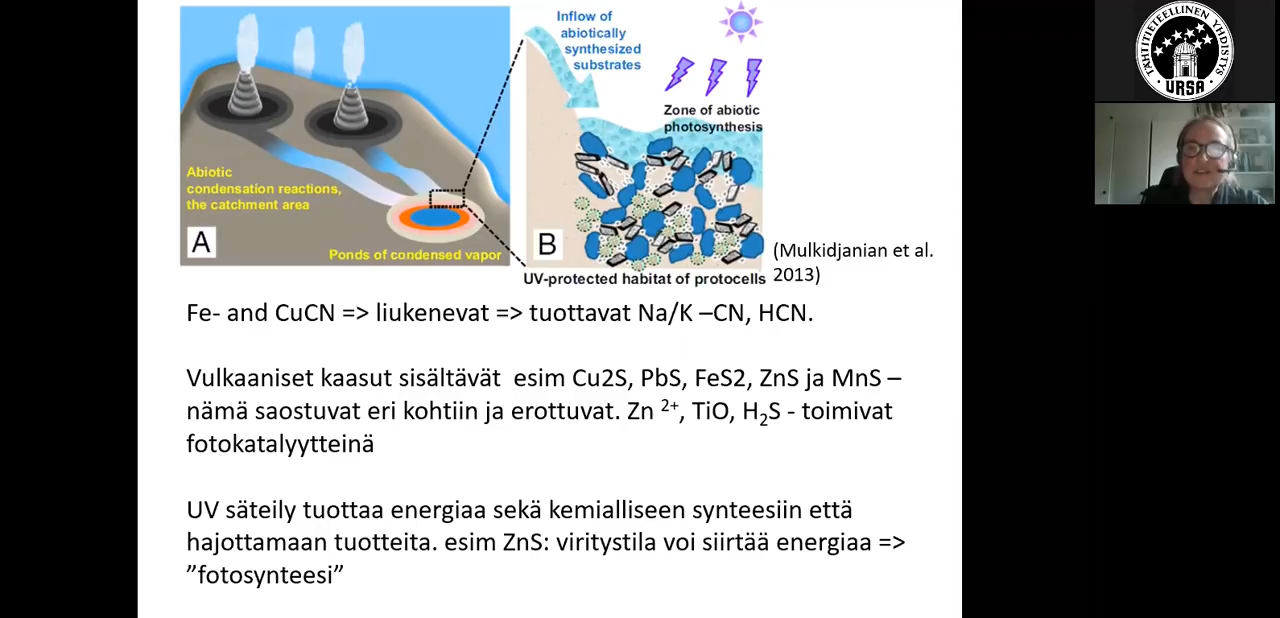 Inflow of
abiotically
synthesized
substrates
Zone of abiotic
photosynthesis
Abiotic
condensation reactions,
the catchment area
A
Ponds of condensed vapor
B
UV-protected habitat of protocells
(Mulkidjanian et al.
2013)
Fe- and CuCN => liukenevat => tuottavat Na/K –CN, HCN.
Vulkaaniset kaasut sisältävät  esim Cu2S, PbS, FeS2, ZnS ja MnS –
nämä saostuvat eri kohtiin ja erottuvat. Zn ²⁺, TiO, H₂S - toimivat
fotokatalyytteinä
UV säteily tuottaa energiaa sekä kemialliseen synteesiin että
hajottamaan tuotteita. esim ZnS: viritystila voi siirtää energiaa =>
”fotosynteesi”
TÄHTITIETEELLINEN YHDISTYS
URSA